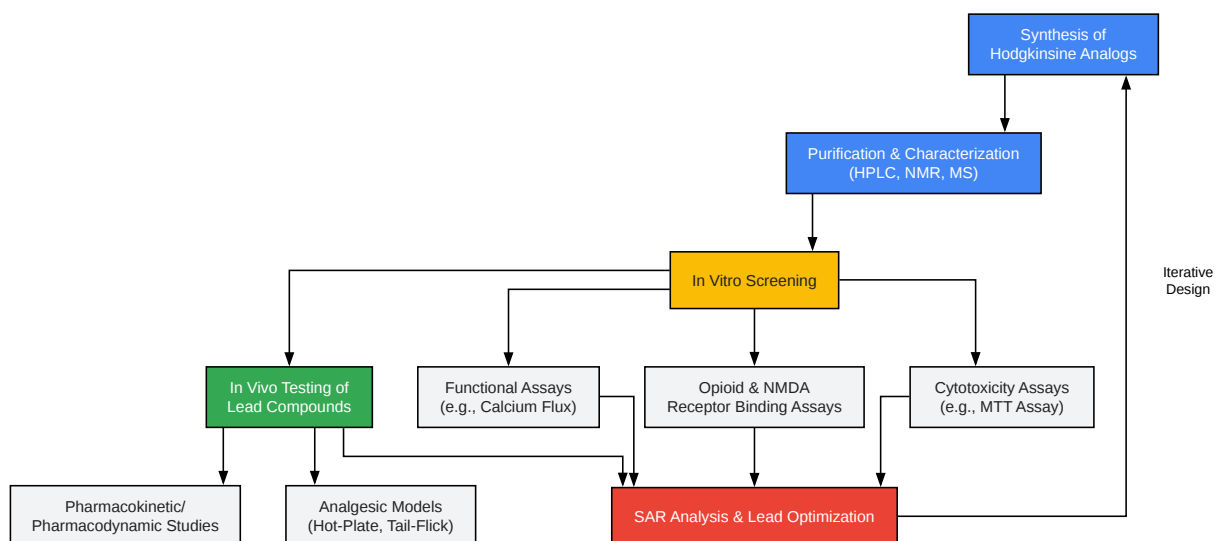 Synthesis of
Hodgkinsine Analogs
Purification & Characterization
(HPLC, NMR, MS)
In Vitro Screening
Iterative
Design
In Vivo Testing of
Lead Compounds
Functional Assays
(e.g., Calcium Flux)
Opioid & NMDA
Receptor Binding Assays
Cytotoxicity Assays
(e.g., MTT Assay)
Pharmacokinetic/
Pharmacodynamic Studies
Analgesic Models
(Hot-Plate, Tail-Flick)
SAR Analysis & Lead Optimization